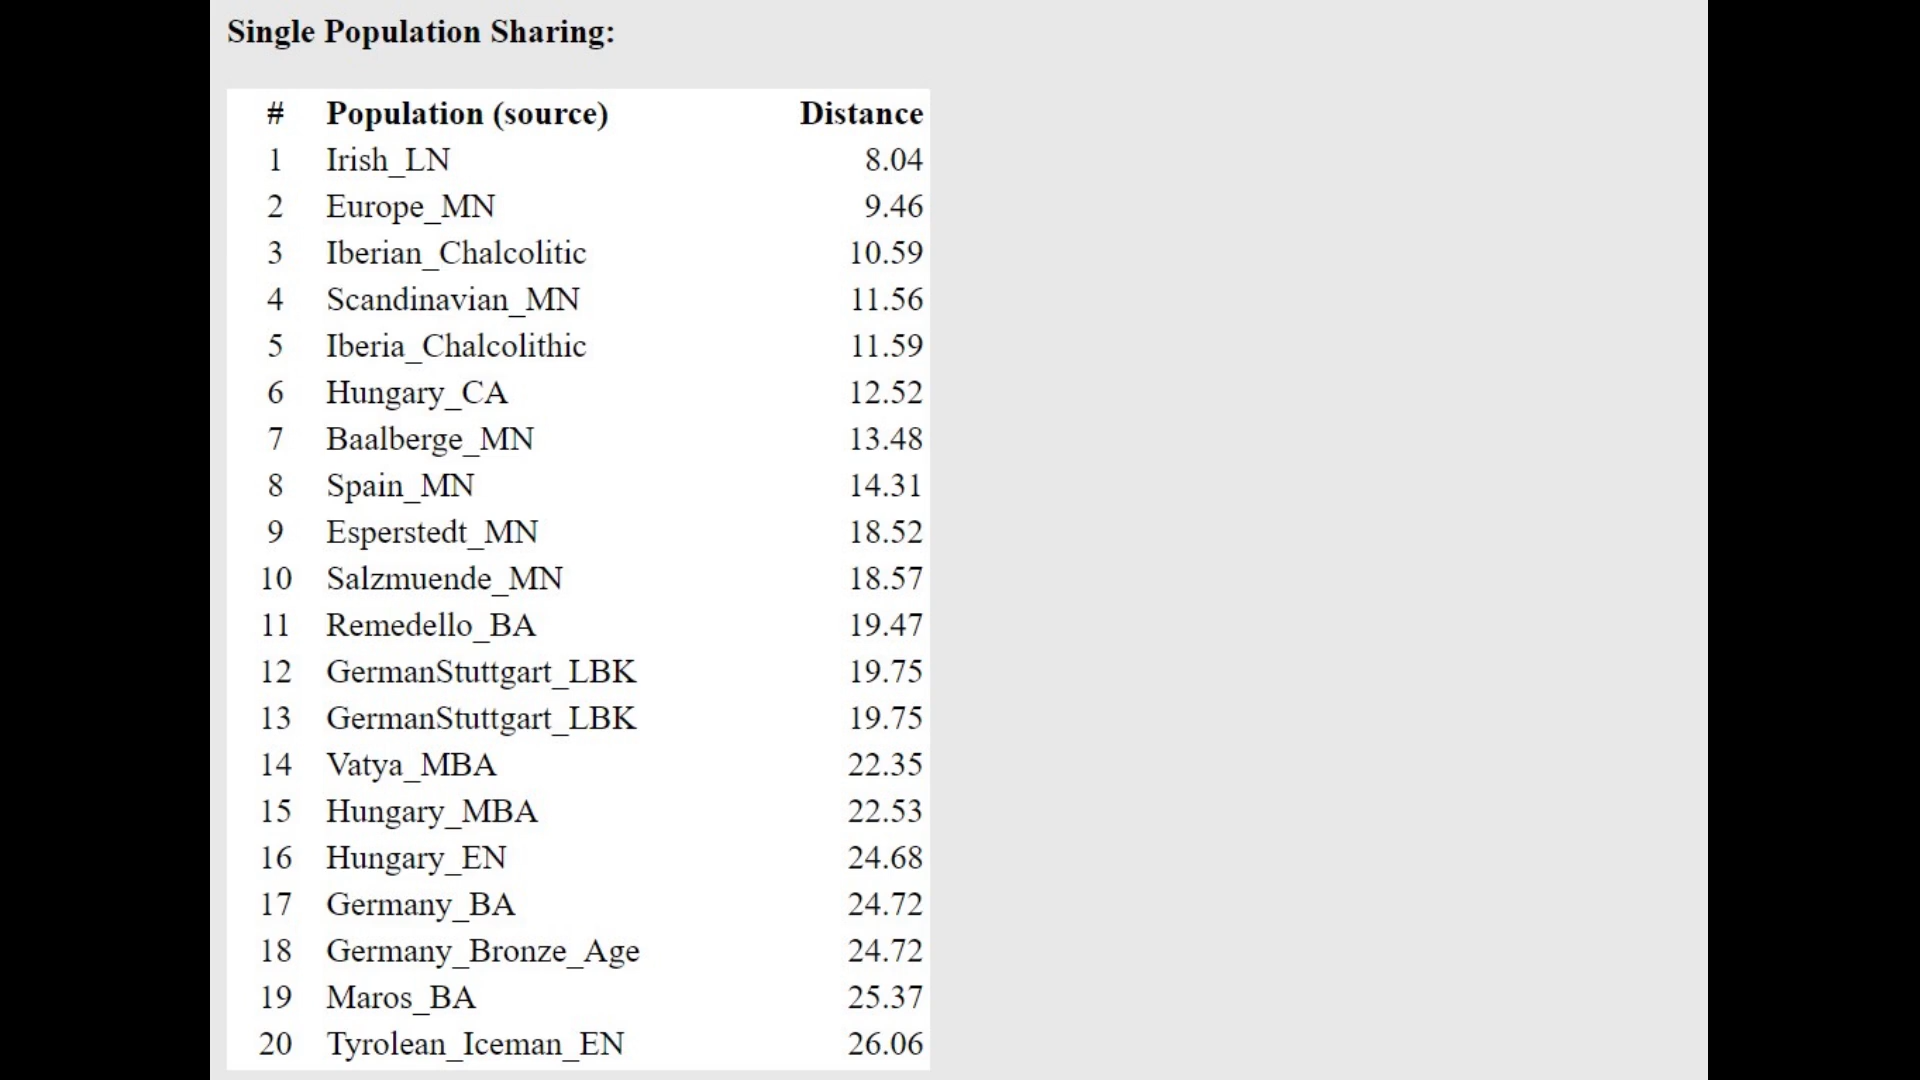 Single Population Sharing:
# Population (source) Distance
1 Irish_LN 8.04
2 Europe_MN 9.46
3 Iberian_Chalcolitic 10.59
4 Scandinavian_MN 11.56
5 Iberia_Chalcolithic 11.59
6 Hungary_CA 12.52
7 Baalberge_MN 13.48
8 Spain_MN 14.31
9 Esperstedt_MN 18.52
10 Salzmuende_MN 18.57
11 Remedello_BA 19.47
12 GermanStuttgart_LBK 19.75
13 GermanStuttgart_LBK 19.75
14 Vatya_MBA 22.35
15 Hungary_MBA 22.53
16 Hungary_EN 24.68
17 Germany_BA 24.72
18 Germany_Bronze_Age 24.72
19 Maros_BA 25.37
20 Tyrolean_Iceman_EN 26.06